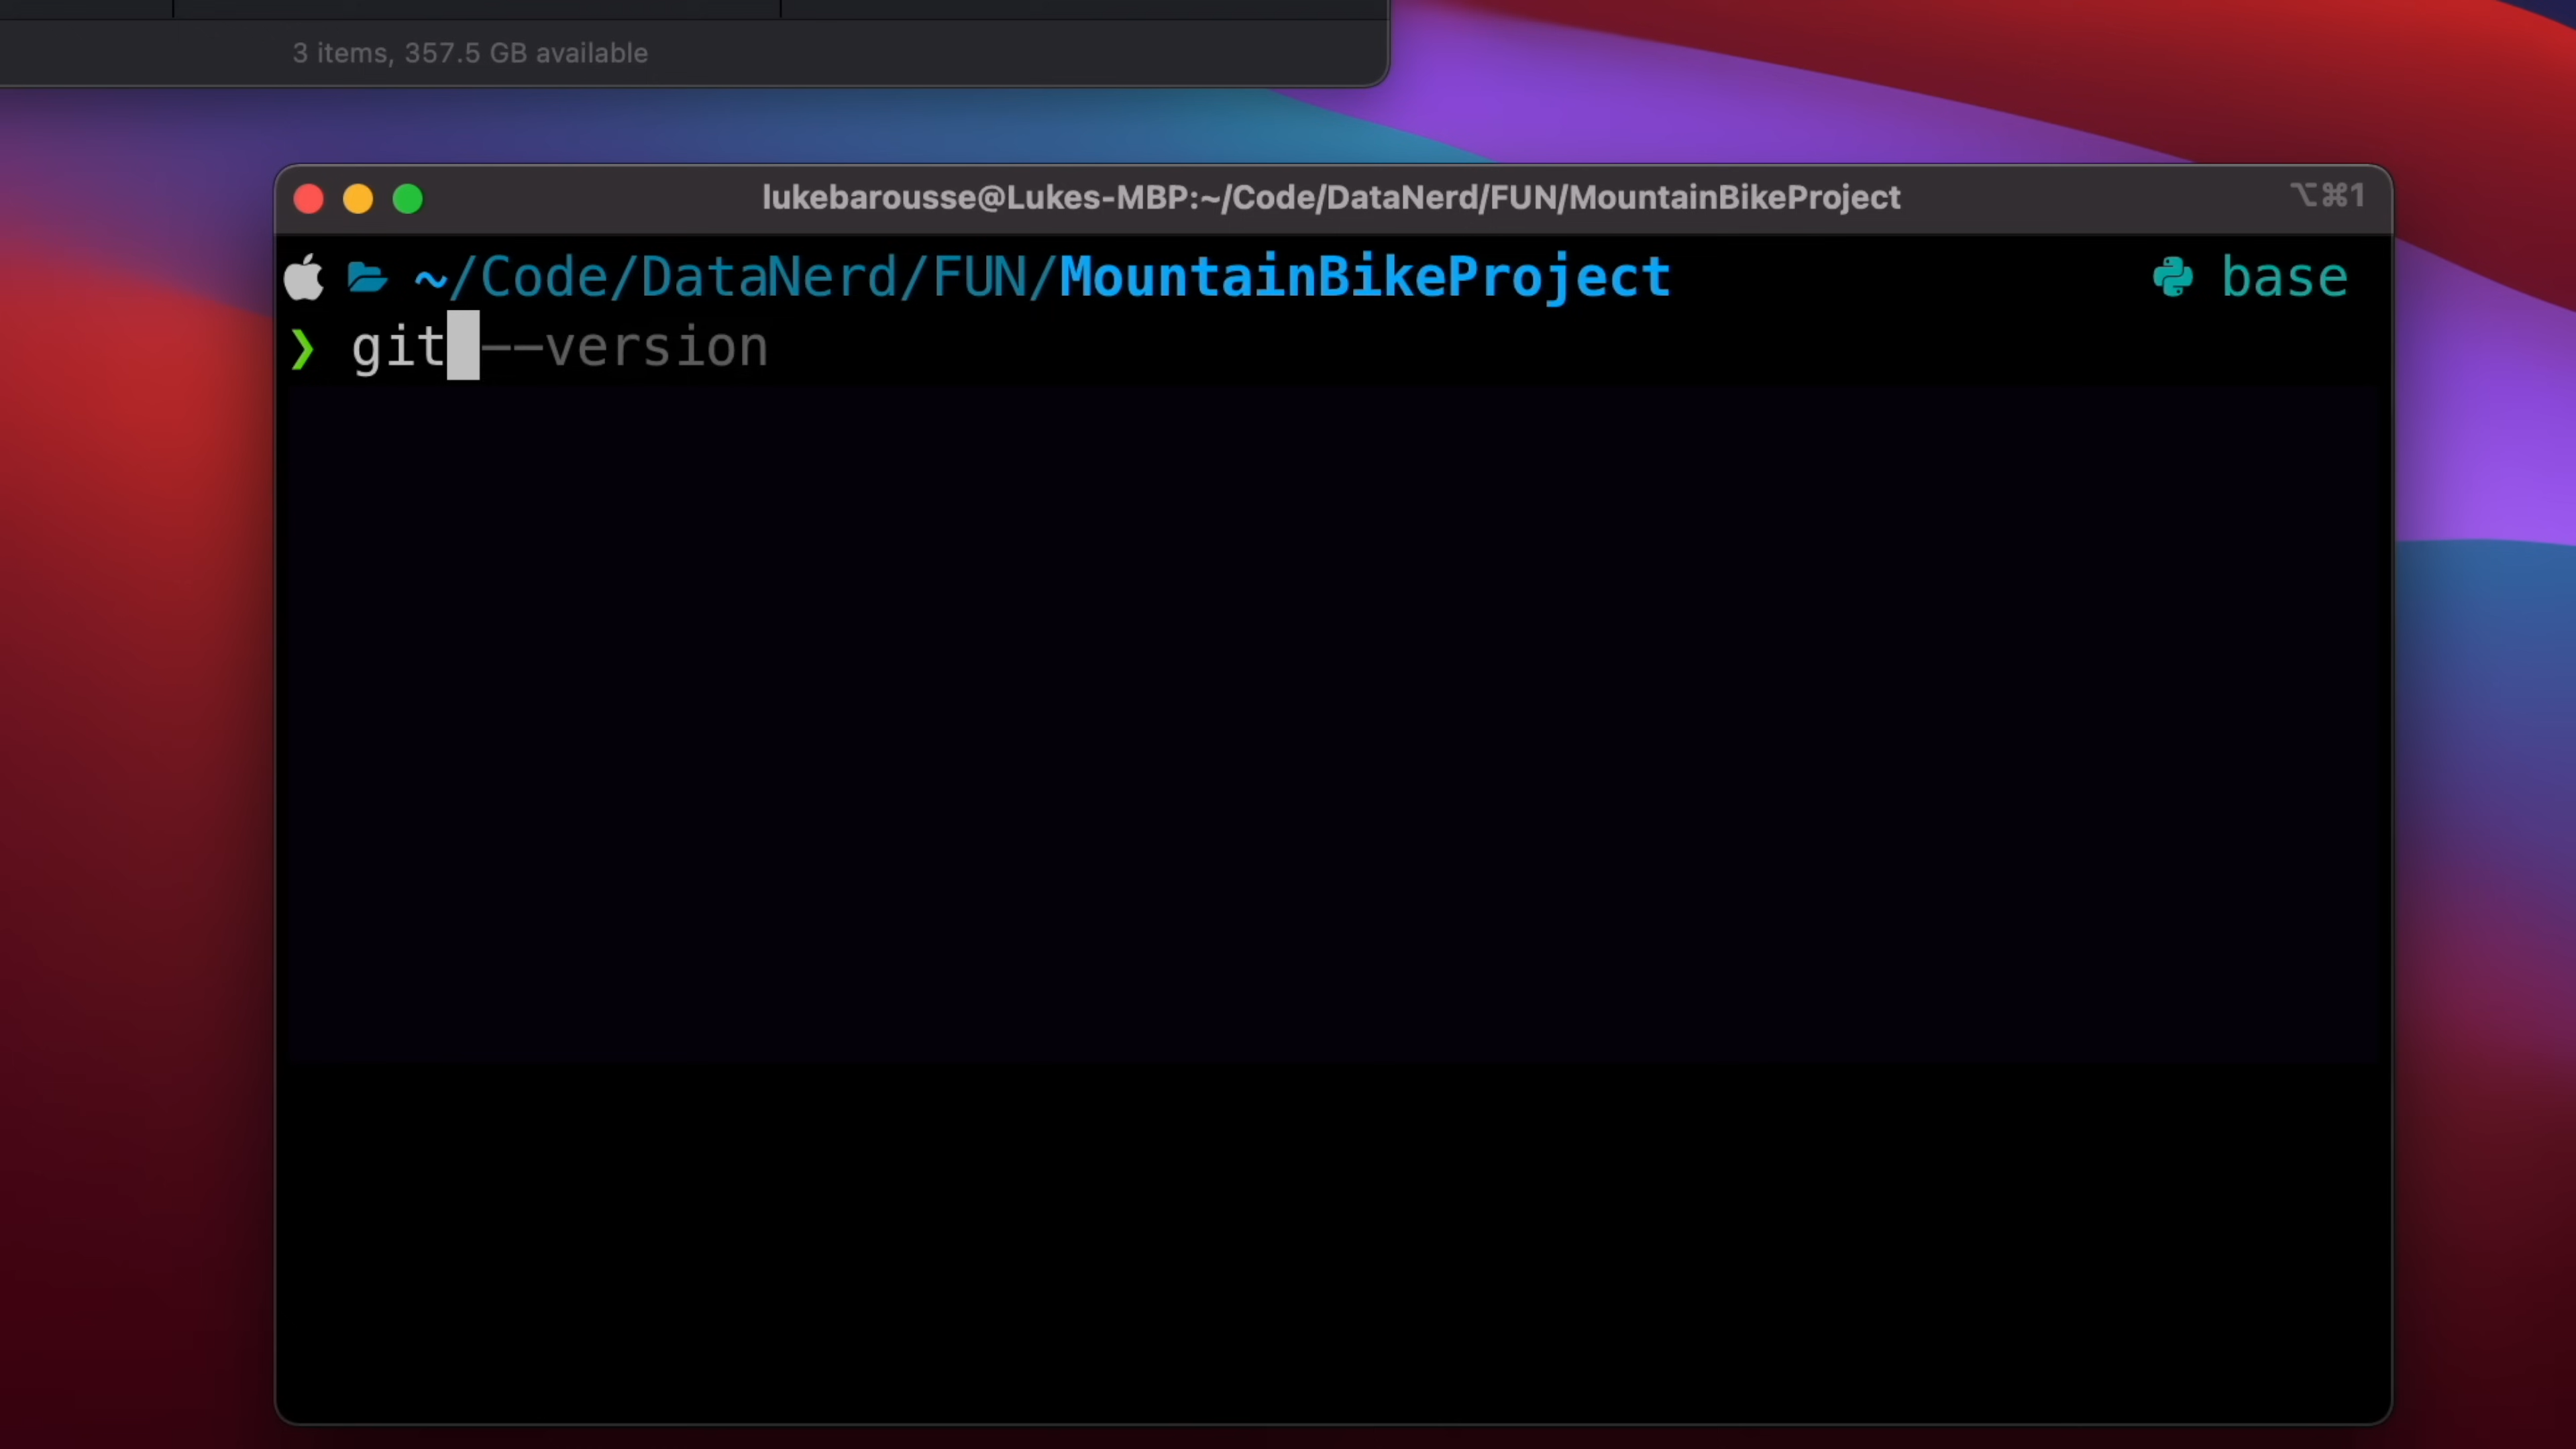 3 items, 357.5 GB available
lukebarousse@Lukes-MBP:~/Code/DataNerd/FUN/MountainBikeProject ⌥⌘1
~/Code/DataNerd/FUN/MountainBikeProject base
❯ git --version